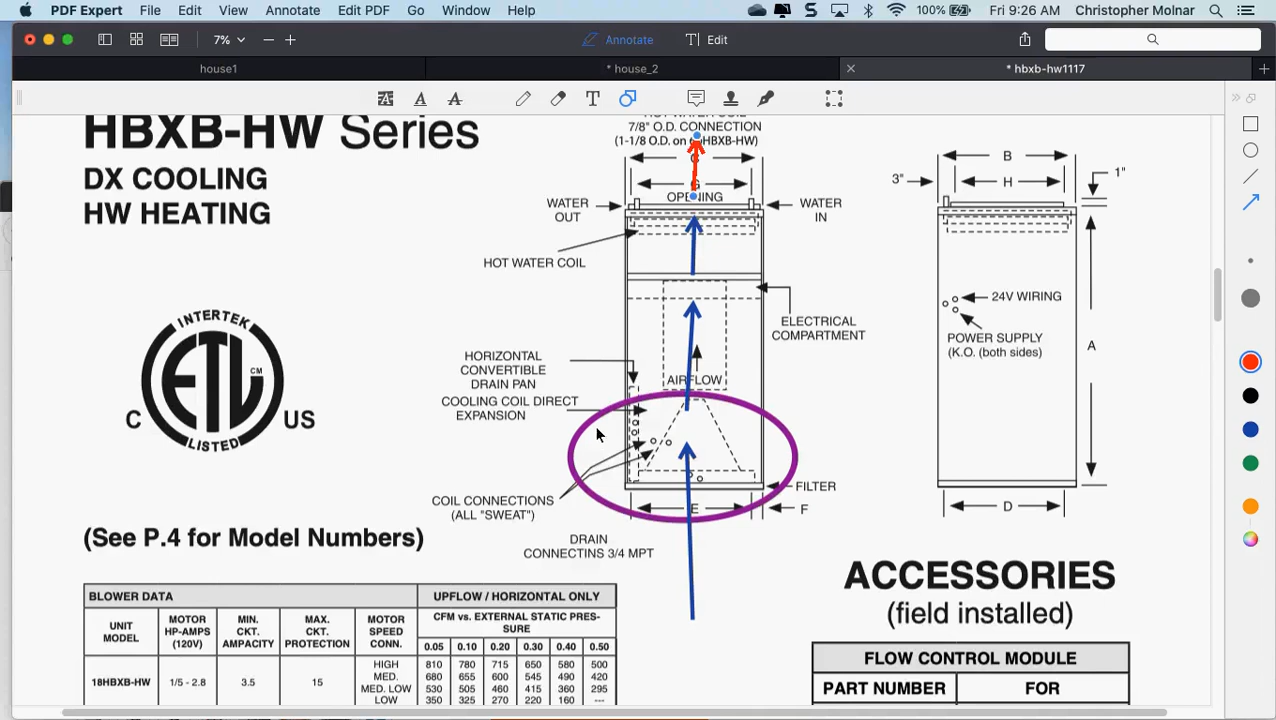 PDF Expert File Edit View Annotate Edit PDF Go Window Help 100% Fri 9:26 AM Christopher Molnar
7% Annotate Edit
house1 * house_2 * hbxb-hw1117
HBXB-HW Series
DX COOLING
HW HEATING
INTERTEK
ETL CM
LISTED
C US
(See P.4 for Model Numbers)
7/8" O.D. CONNECTION
(1-1/8 O.D. on HBXB-HW)
G
OPENING
WATER
OUT
WATER
IN
HOT WATER COIL
ELECTRICAL
COMPARTMENT
HORIZONTAL
CONVERTIBLE
DRAIN PAN
AIRFLOW
COOLING COIL DIRECT
EXPANSION
COIL CONNECTIONS
(ALL "SWEAT")
FILTER
E F
DRAIN
CONNECTINS 3/4 MPT
B
3" H 1"
24V WIRING
POWER SUPPLY
(K.O. (both sides)
A
D
BLOWER DATA UPFLOW / HORIZONTAL ONLY
UNIT
MODEL
MOTOR
HP-AMPS
(120V)
MIN.
CKT.
AMPACITY
MAX.
CKT.
PROTECTION
MOTOR
SPEED
CONN.
CFM vs. EXTERNAL STATIC PRES-
SURE
0.05 0.10 0.20 0.30 0.40 0.50
18HBXB-HW 1/5 - 2.8 3.5 15
HIGH 810 780 715 650 580 500
MED. 680 655 600 545 490 420
MED. LOW 530 505 460 415 360 295
LOW 350 325 270 220 160 ---
ACCESSORIES
(field installed)
FLOW CONTROL MODULE
PART NUMBER FOR